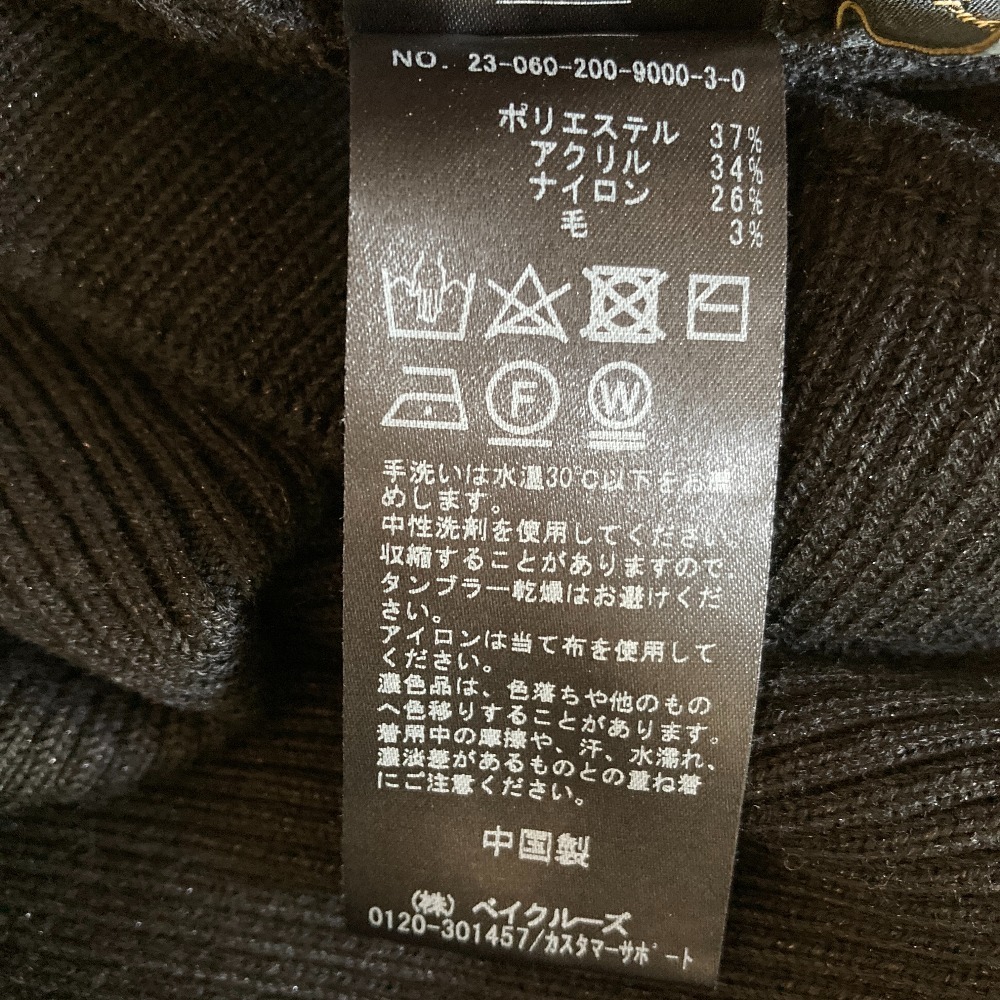 NO. 23-060-200-9000-3-0
ポリエステル 37%
アクリル 34%
ナイロン 26%
毛 3%
F W
手洗いは水温30℃以下をお薦
めします。
中性洗剤を使用してください。
収縮することがありますので
タンブラー乾燥はお避けくだ
さい。
アイロンは当て布を使用して
ください。
濃色品は、色落ちや他のもの
へ色移りすることがあります。
着用中の摩擦や、汗、水濡れ、
濃淡差があるものとの重ね着
にご注意ください。
中国製
(株) ベイクルーズ
0120-301457/カスタマーサポート